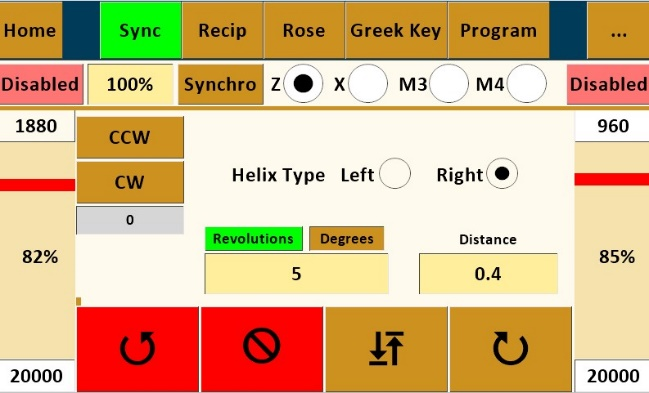 Home Sync Recip Rose Greek Key Program ...
Disabled 100% Synchro Z X M3 M4 Disabled
1880 CCW 960
Helix Type Left Right
CW
0
Revolutions Degrees Distance
82% 5 0.4 85%
20000 20000